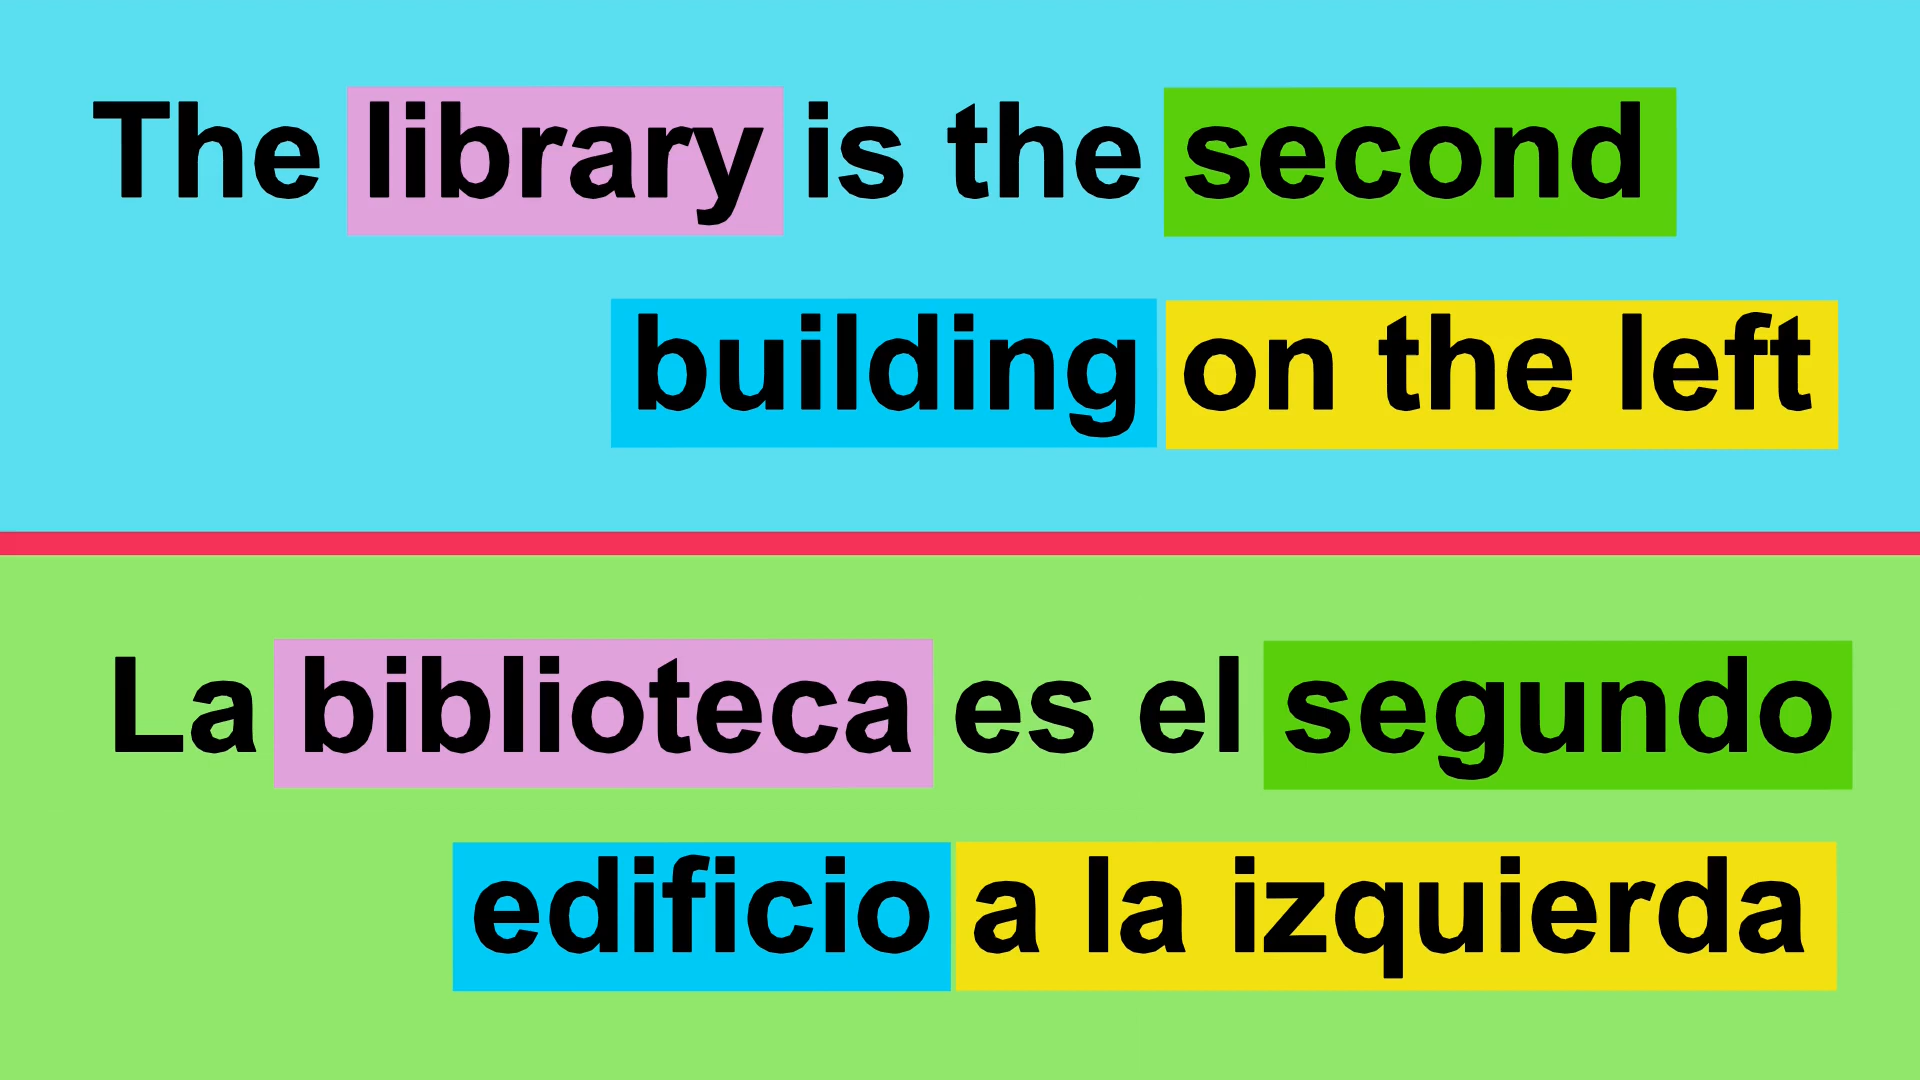 The library is the second
building on the left
La biblioteca es el segundo
edificio a la izquierda